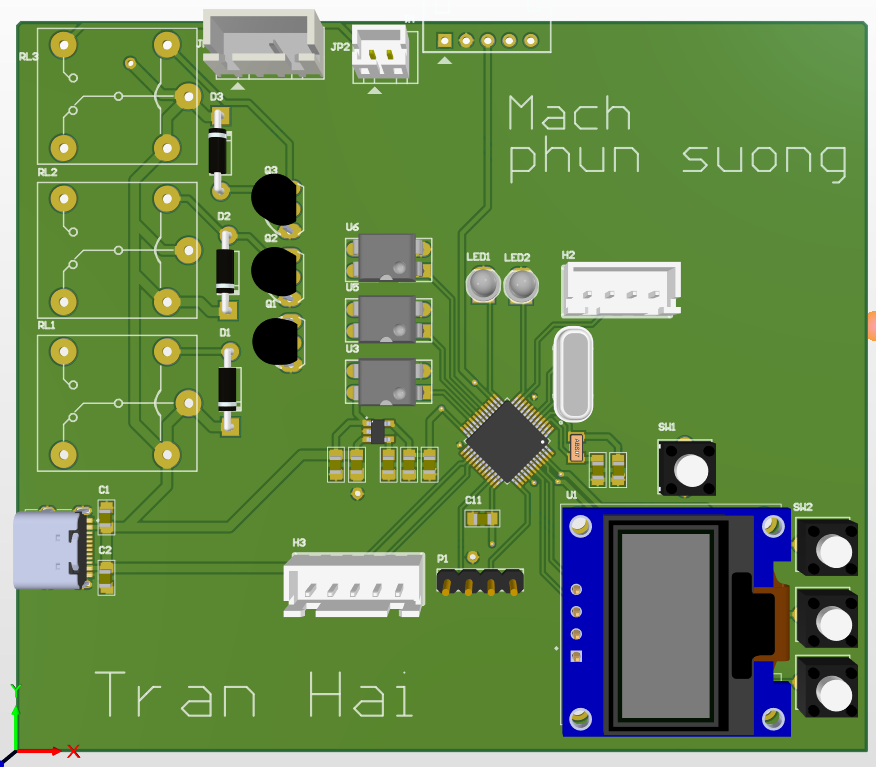 RL3
JP2
D3
Mach
phun suong
RL2
Q3
D2
Q2
U6
LED1
LED2
H2
U5
Q1
RL1
D1
U3
SW1
C1
C11
U1
SW2
C2
H3
P1
Tran Hai
Y
X